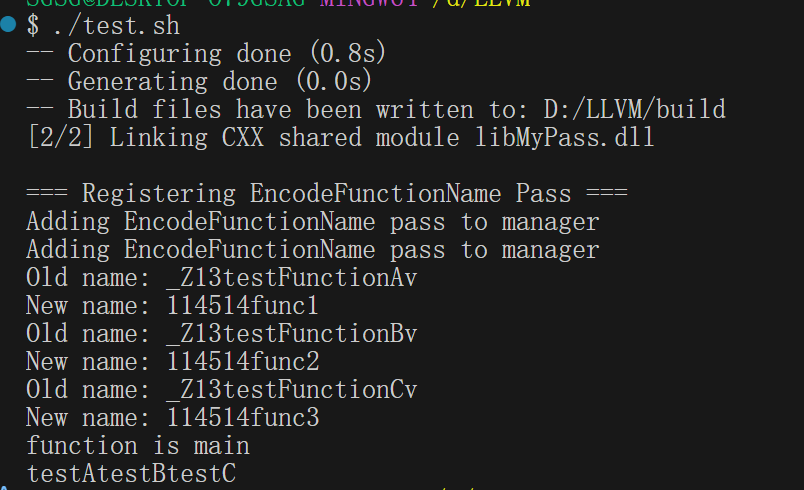 $ ./test.sh
-- Configuring done (0.8s)
-- Generating done (0.0s)
-- Build files have been written to: D:/LLVM/build
[2/2] Linking CXX shared module libMyPass.dll
=== Registering EncodeFunctionName Pass ===
Adding EncodeFunctionName pass to manager
Adding EncodeFunctionName pass to manager
Old name: _Z13testFunctionAv
New name: 114514func1
Old name: _Z13testFunctionBv
New name: 114514func2
Old name: _Z13testFunctionCv
New name: 114514func3
function is main
testAtestBtestC